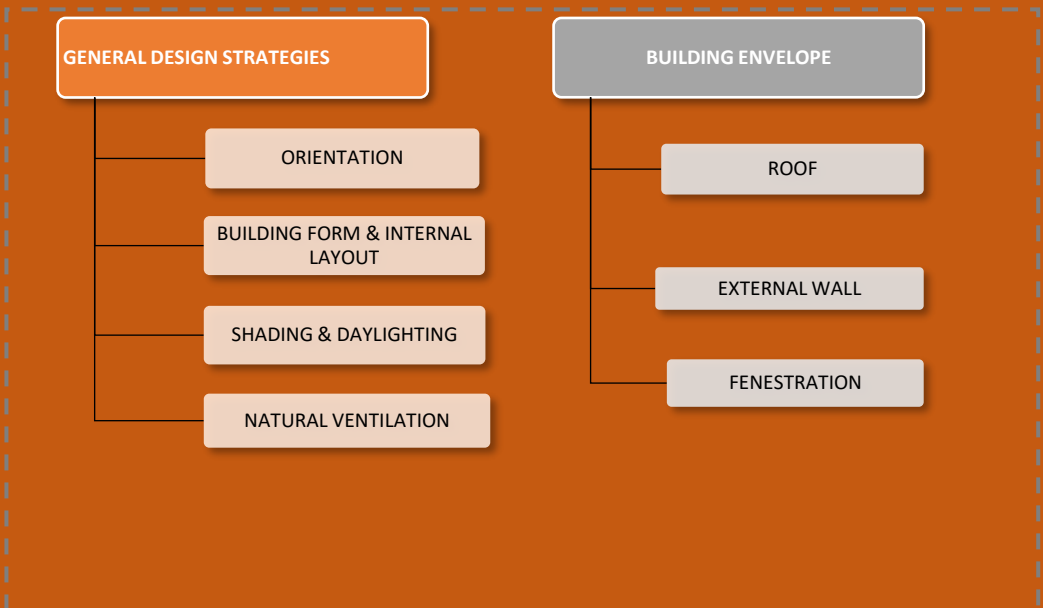 GENERAL DESIGN STRATEGIES
ORIENTATION
BUILDING FORM & INTERNAL
LAYOUT
SHADING & DAYLIGHTING
NATURAL VENTILATION
BUILDING ENVELOPE
ROOF
EXTERNAL WALL
FENESTRATION